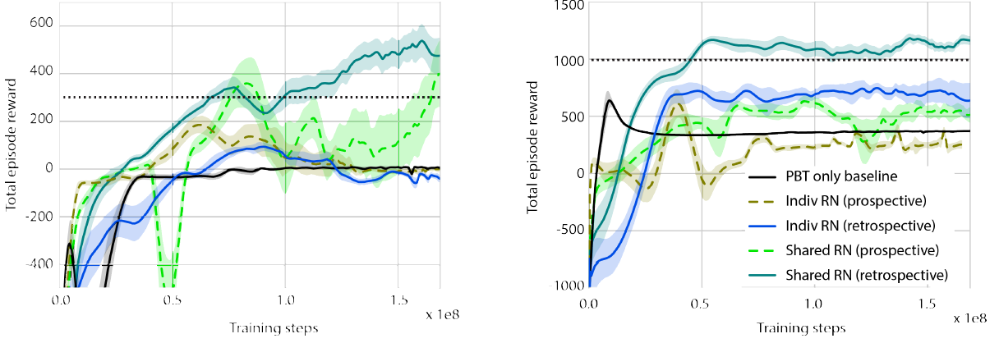 600
400
200
0
-200
-400
0.0
0.5
1.0
1.5
x 1e8
Training steps
Total episode reward
1500
1000
500
0
-500
-1000
0.0
0.5
1.0
1.5
x 1e8
Training steps
Total episode reward
PBT only baseline
Indiv RN (prospective)
Indiv RN (retrospective)
Shared RN (prospective)
Shared RN (retrospective)